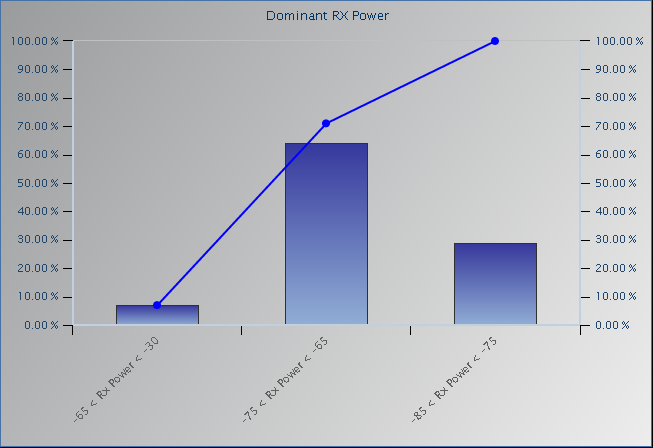 Dominant RX Power
100.00 % 100.00 %
90.00 % 90.00 %
80.00 % 80.00 %
70.00 % 70.00 %
60.00 % 60.00 %
50.00 % 50.00 %
40.00 % 40.00 %
30.00 % 30.00 %
20.00 % 20.00 %
10.00 % 10.00 %
0.00 % 0.00 %
-65 < Rx Power < -30
-75 < Rx Power < -65
-85 < Rx Power < -75